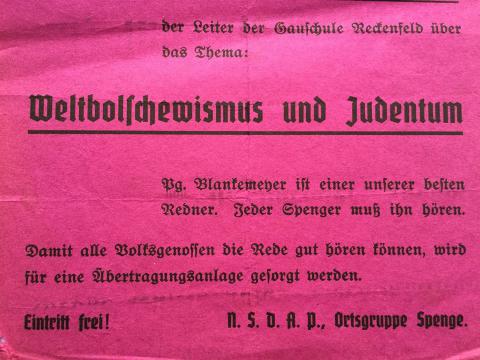 der Leiter der Gauschule Reckenfeld über
das Thema:
Weltbolschewismus und Judentum
Pg. Blankemeyer ist einer unserer besten
Redner. Jeder Spenger muß ihn hören.
Damit alle Volksgenossen die Rede gut hören können, wird
für eine Übertragungsanlage gesorgt werden.
Eintritt frei! N. S. D. A. P., Ortsgruppe Spenge.